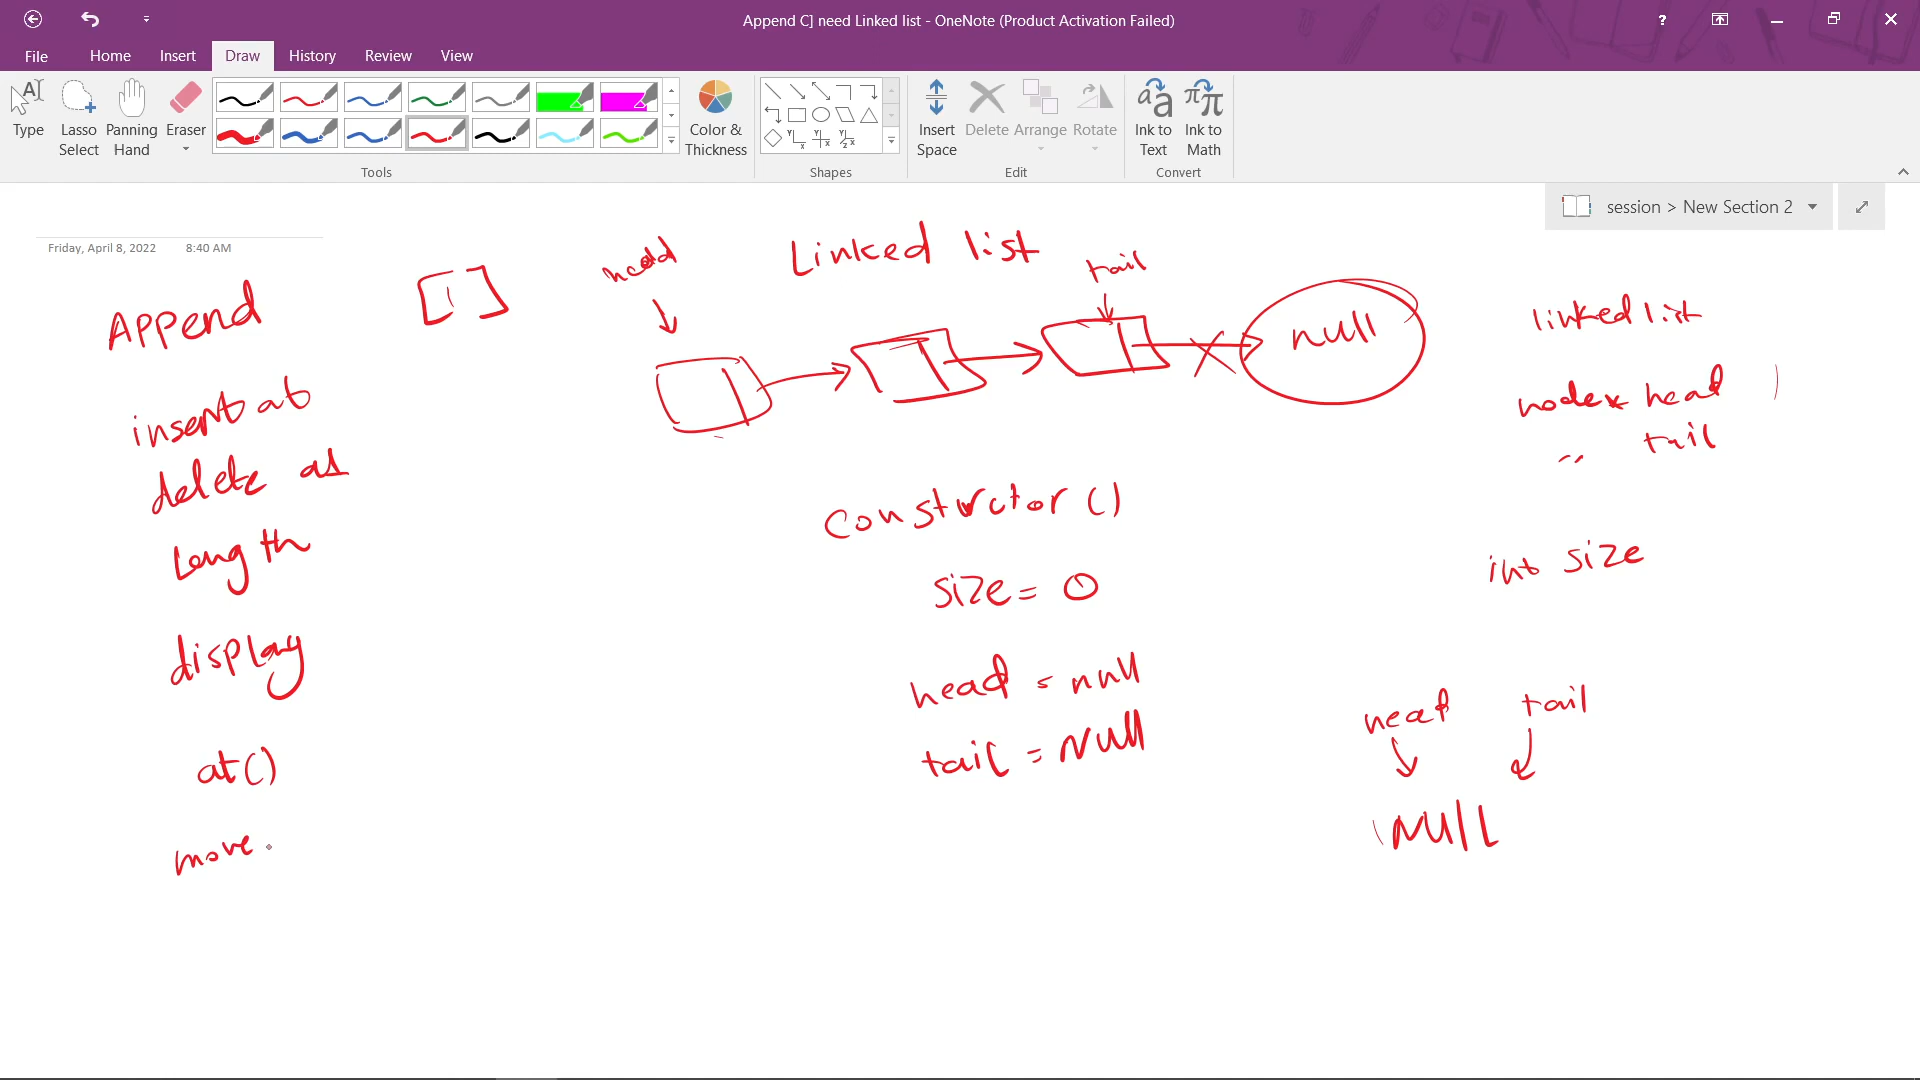 Append C] need Linked list - OneNote (Product Activation Failed)
?
File Home Insert Draw History Review View
Type
Lasso Select
Panning Hand
Eraser
Color & Thickness
Insert Space
Delete
Arrange
Rotate
Ink to Text
Ink to Math
Tools
Shapes
Edit
Convert
session > New Section 2
Friday, April 8, 2022 8:40 AM
Linked list
head
tail
Append
null
linked list
insert at
node* head
tail
delete at
constructor ()
length
size = 0
int size
display
head = null
tail = Null
head tail
at()
NULL
move